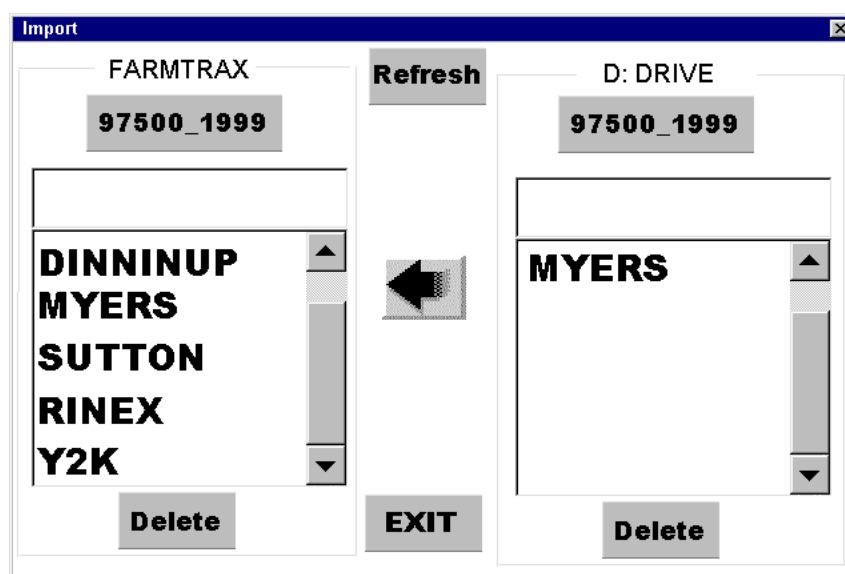 Import
FARMTRAX
97500_1999
DINNINUP
MYERS
SUTTON
RINEX
Y2K
Delete
Refresh
EXIT
D: DRIVE
97500_1999
MYERS
Delete